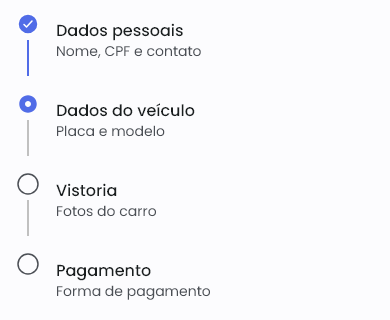 Dados pessoais
Nome, CPF e contato
Dados do veículo
Placa e modelo
Vistoria
Fotos do carro
Pagamento
Forma de pagamento